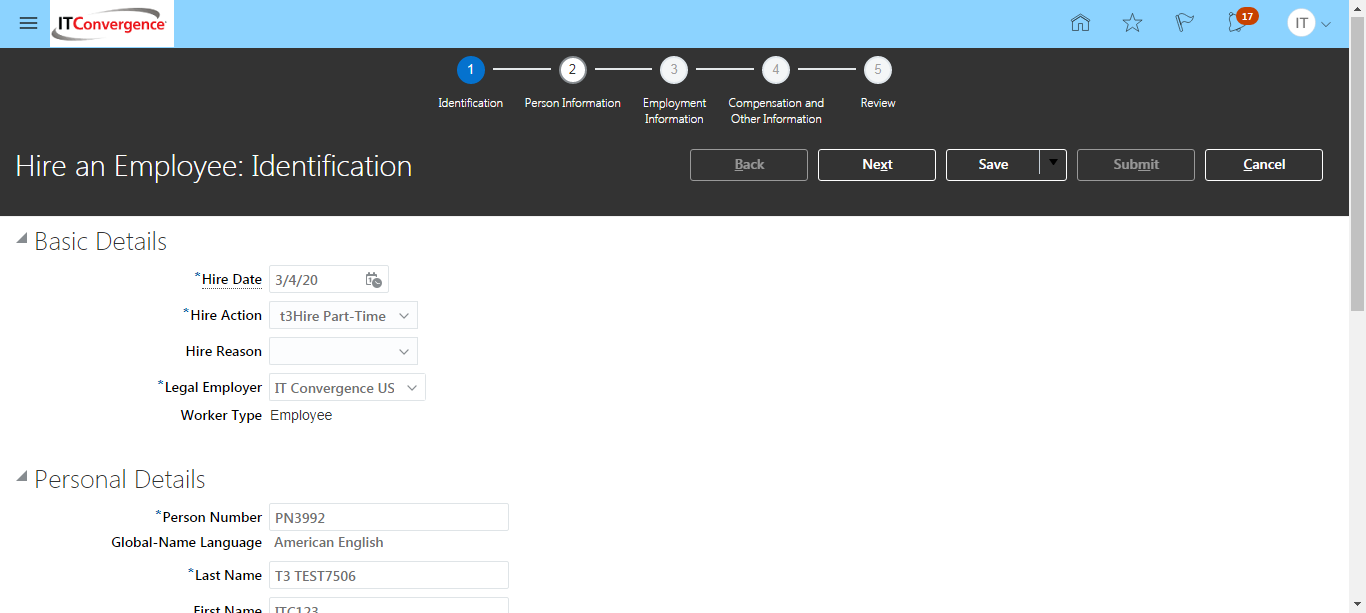 ITConvergence
17
IT
1
2
3
4
5
Identification
Person Information
Employment
Information
Compensation and
Other Information
Review
Hire an Employee: Identification
Back
Next
Save
Submit
Cancel
Basic Details
*Hire Date 3/4/20
*Hire Action t3Hire Part-Time
Hire Reason
*Legal Employer IT Convergence US
Worker Type Employee
Personal Details
*Person Number PN3992
Global-Name Language American English
*Last Name T3 TEST7506
First Name ITC123